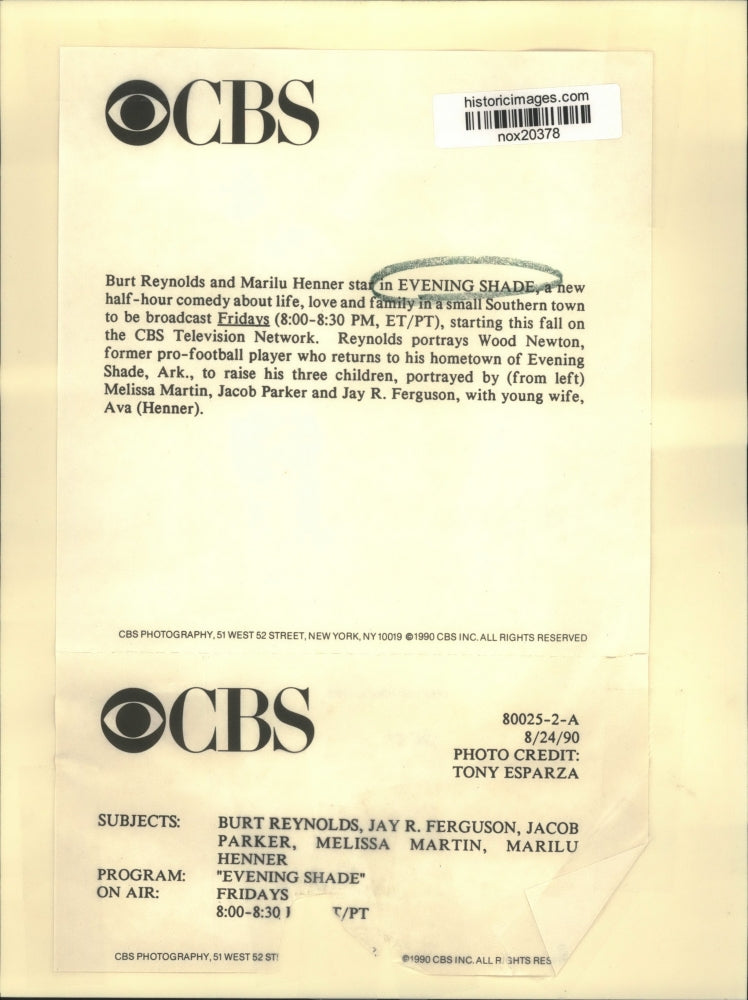 CBS
historicimages.com
nox20378
Burt Reynolds and Marilu Henner star in EVENING SHADE, a new
half-hour comedy about life, love and family in a small Southern town
to be broadcast Fridays (8:00-8:30 PM, ET/PT), starting this fall on
the CBS Television Network. Reynolds portrays Wood Newton,
former pro-football player who returns to his hometown of Evening
Shade, Ark., to raise his three children, portrayed by (from left)
Melissa Martin, Jacob Parker and Jay R. Ferguson, with young wife,
Ava (Henner).
CBS PHOTOGRAPHY, 51 WEST 52 STREET, NEW YORK, NY 10019 ©1990 CBS INC. ALL RIGHTS RESERVED
CBS
80025-2-A
8/24/90
PHOTO CREDIT:
TONY ESPARZA
SUBJECTS: BURT REYNOLDS, JAY R. FERGUSON, JACOB
PARKER, MELISSA MARTIN, MARILU
HENNER
PROGRAM: "EVENING SHADE"
ON AIR: FRIDAYS
8:00-8:30 T/PT
CBS PHOTOGRAPHY, 51 WEST 52 ST ©1990 CBS INC. ALL RIGHTS RES